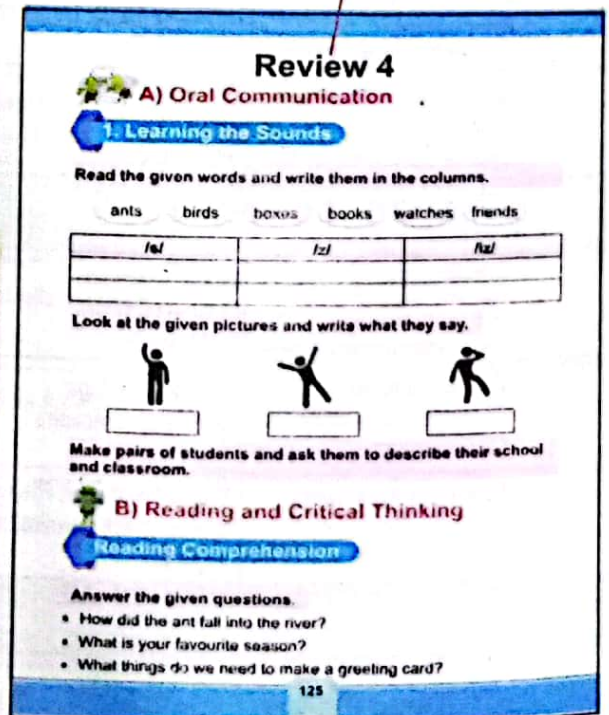 Review 4
A) Oral Communication
1. Learning the Sounds
Read the given words and write them in the columns.
ants birds boxes books watches friends
/s/ /z/ /ɪz/
Look at the given pictures and write what they say.
Make pairs of students and ask them to describe their school
and classroom.
B) Reading and Critical Thinking
Reading Comprehension
Answer the given questions.
• How did the ant fall into the river?
• What is your favourite season?
• What things do we need to make a greeting card?
125